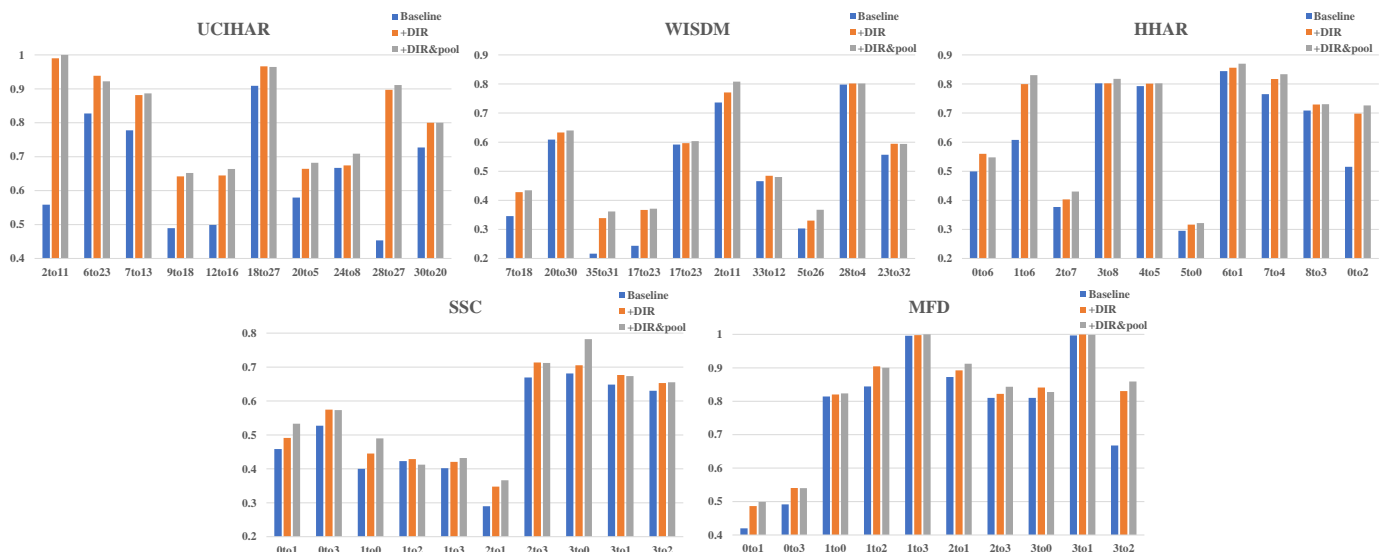 UCIHAR
Baseline
+DIR
+DIR&pool
1
0.9
0.8
0.7
0.6
0.5
0.4
2to11 6to23 7to13 9to18 12to16 18to27 20to5 24to8 28to27 30to20
WISDM
Baseline
+DIR
+DIR&pool
0.9
0.8
0.7
0.6
0.5
0.4
0.3
0.2
7to18 20to30 35to31 17to23 17to23 2to11 33to12 5to26 28to4 23to32
HHAR
Baseline
+DIR
+DIR&pool
0.9
0.8
0.7
0.6
0.5
0.4
0.3
0.2
0to6 1to6 2to7 3to8 4to5 5to0 6to1 7to4 8to3 0to2
SSC
Baseline
+DIR
+DIR&pool
0.8
0.7
0.6
0.5
0.4
0.3
0.2
0to1 0to3 1to0 1to2 1to3 2to1 2to3 3to0 3to1 3to2
MFD
Baseline
+DIR
+DIR&pool
1
0.9
0.8
0.7
0.6
0.5
0.4
0to1 0to3 1to0 1to2 1to3 2to1 2to3 3to0 3to1 3to2